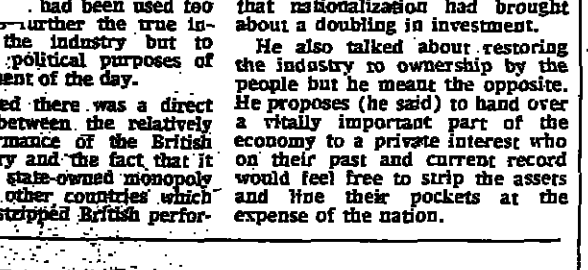 had been used too
further the true in-
the industry but to
political purposes of
ment of the day.
ed there was a direct
between the relatively
rmance of the British
ry and the fact that it
state-owned monopoly
other countries which
stripped British perfor-
that nationalization had brought
about a doubling in investment.
He also talked about restoring
the industry to ownership by the
people but he meant the opposite.
He proposes (he said) to hand over
a vitally important part of the
economy to a private interest who
on their past and current record
would feel free to strip the assets
and line their pockets at the
expense of the nation.